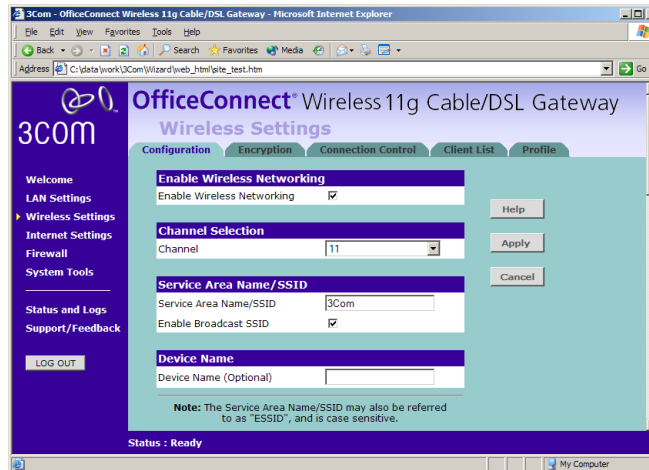 3Com - OfficeConnect Wireless 11g Cable/DSL Gateway - Microsoft Internet Explorer
File Edit View Favorites Tools Help
Back Search Favorites Media
Address C:\data\work\3Com\Wizard\web_html\site_test.htm Go
3COM
OfficeConnect® Wireless 11g Cable/DSL Gateway
Wireless Settings
Configuration Encryption Connection Control Client List Profile
Welcome
LAN Settings
Wireless Settings
Internet Settings
Firewall
System Tools
Status and Logs
Support/Feedback
LOG OUT
Enable Wireless Networking
Enable Wireless Networking
Channel Selection
Channel 11
Service Area Name/SSID
Service Area Name/SSID 3Com
Enable Broadcast SSID
Device Name
Device Name (Optional)
Note: The Service Area Name/SSID may also be referred
to as "ESSID", and is case sensitive.
Help
Apply
Cancel
Status : Ready
My Computer